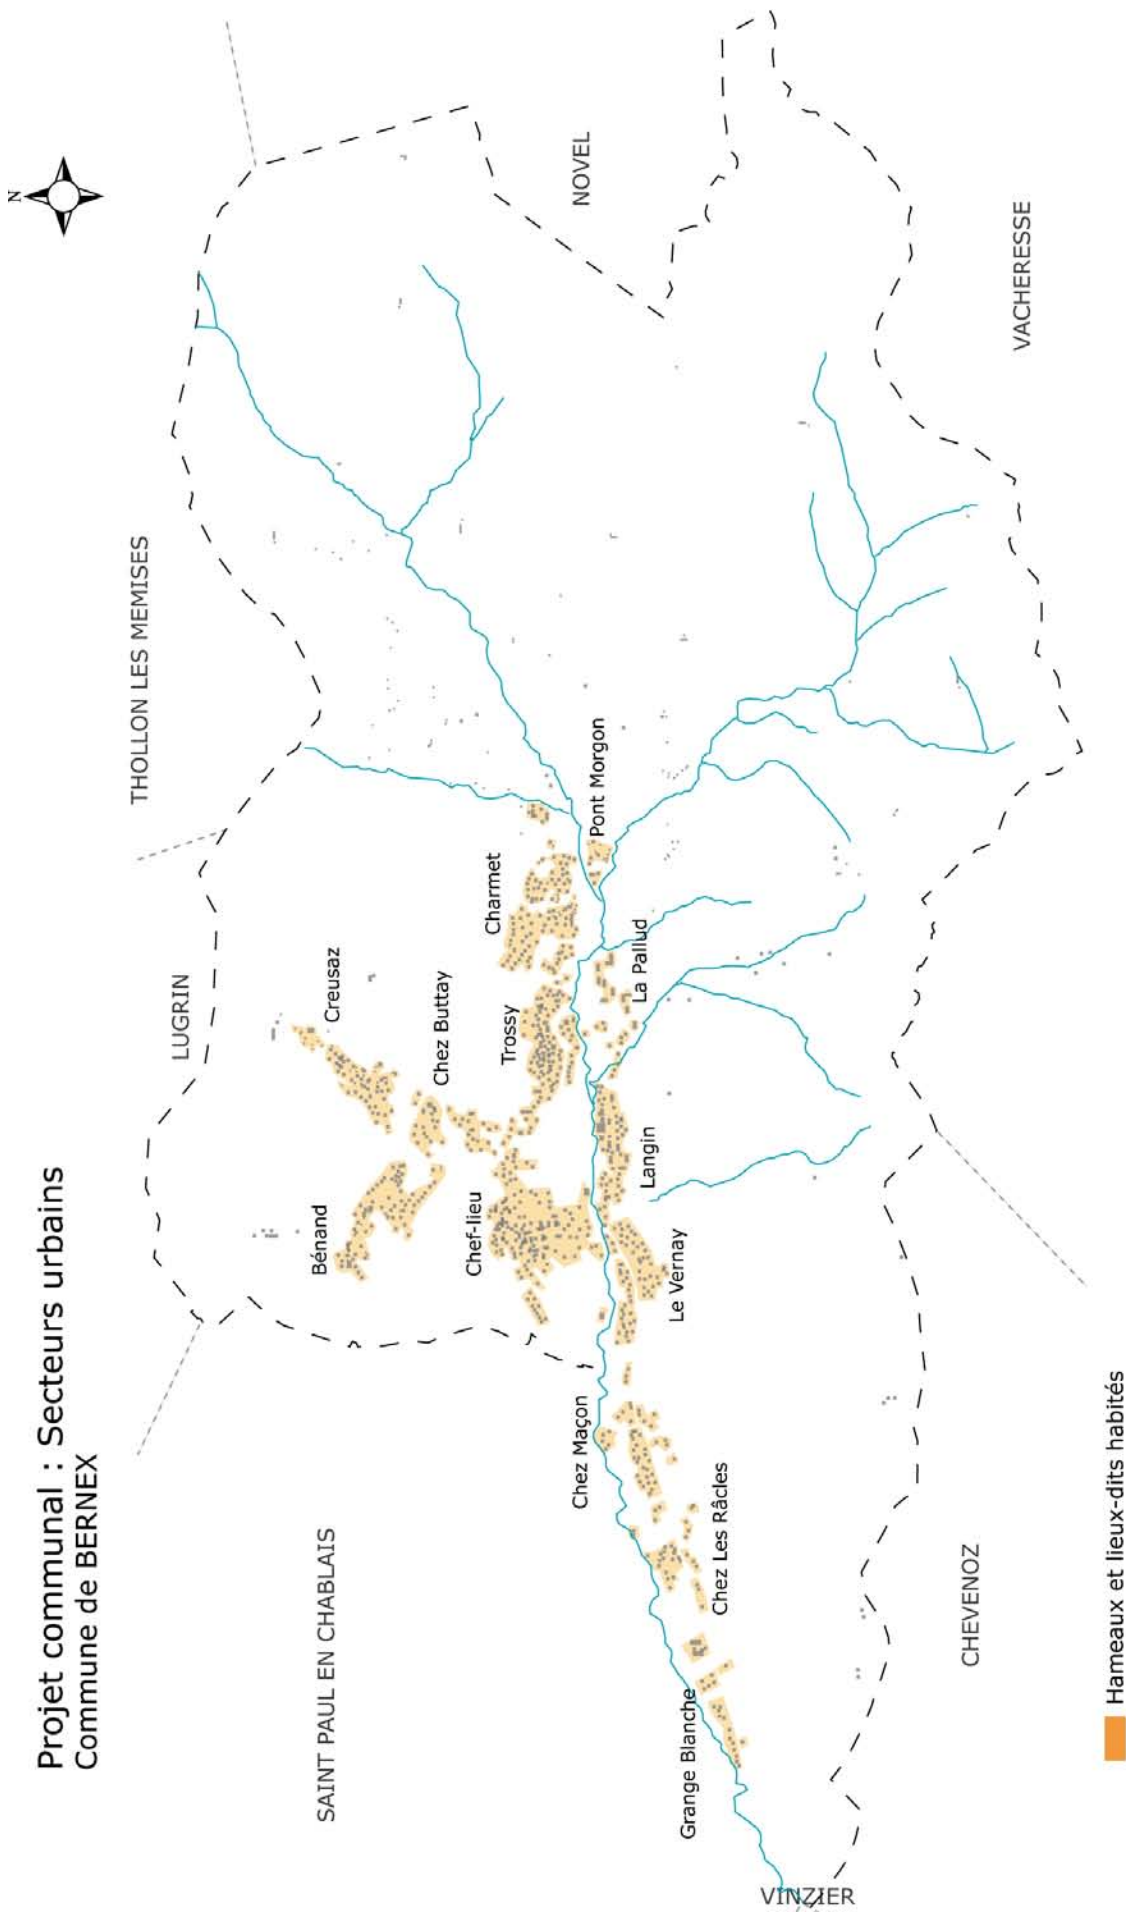 Projet communal : Secteurs urbains
Commune de BERNEX
N
THOLLON LES MEMISES
LUGRIN
NOVEL
VACHERESSE
SAINT PAUL EN CHABLAIS
CHEVENOZ
VINZIER
Creusaz
Chez Buttay
Bénand
Charmet
Trossy
Chef-lieu
Pont Morgon
La Pallud
Langin
Le Vernay
Chez Maçon
Chez Les Râcles
Grange Blanche
Hameaux et lieux-dits habités